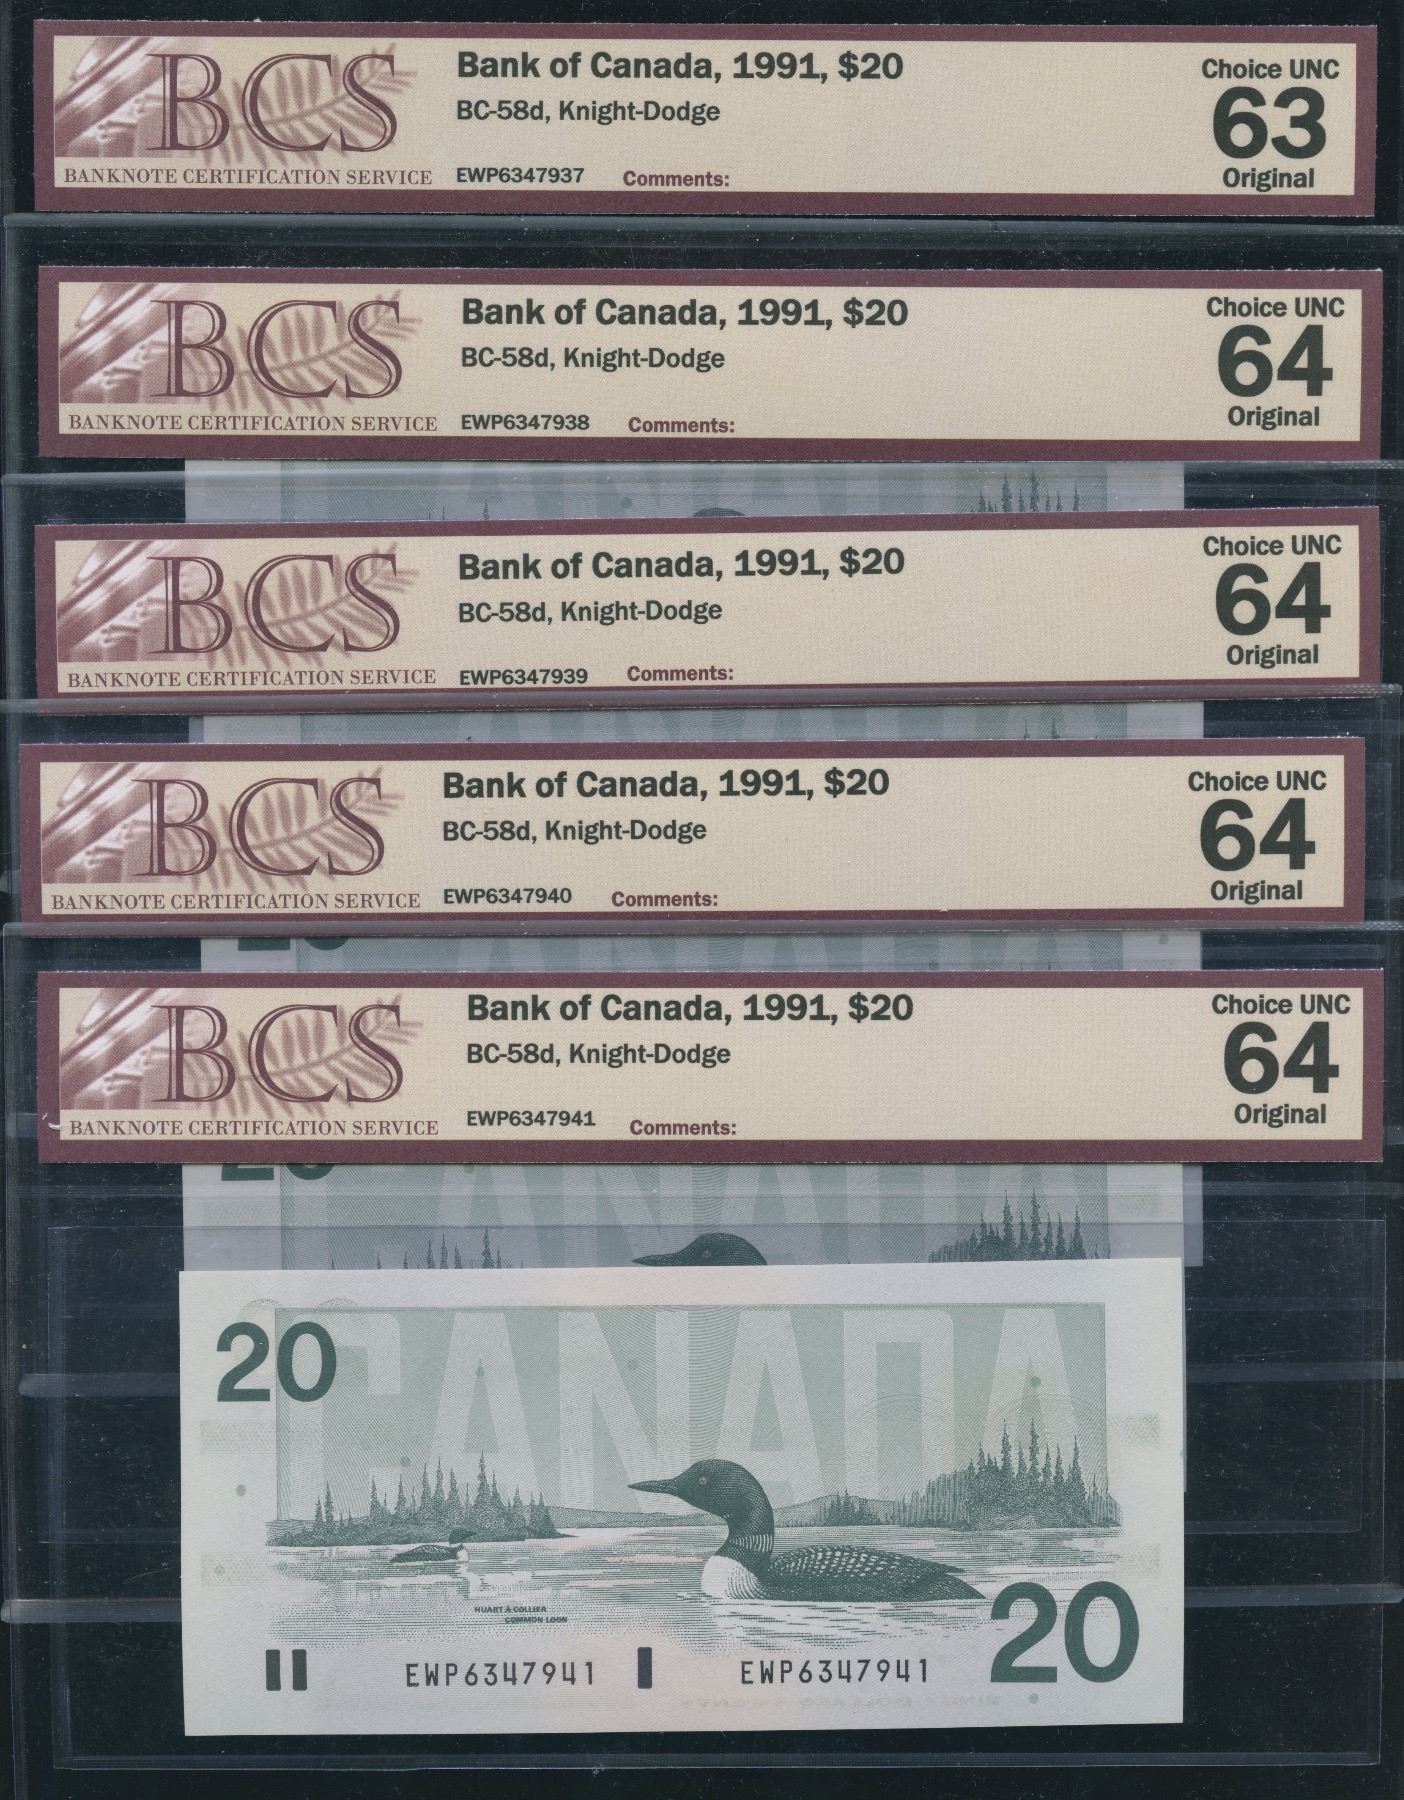 BCS
BANKNOTE CERTIFICATION SERVICE
Bank of Canada, 1991, $20
BC-58d, Knight-Dodge
EWP6347937 Comments:
Choice UNC
63
Original
BCS
BANKNOTE CERTIFICATION SERVICE
Bank of Canada, 1991, $20
BC-58d, Knight-Dodge
EWP6347938 Comments:
Choice UNC
64
Original
BCS
BANKNOTE CERTIFICATION SERVICE
Bank of Canada, 1991, $20
BC-58d, Knight-Dodge
EWP6347939 Comments:
Choice UNC
64
Original
BCS
BANKNOTE CERTIFICATION SERVICE
Bank of Canada, 1991, $20
BC-58d, Knight-Dodge
EWP6347940 Comments:
Choice UNC
64
Original
BCS
BANKNOTE CERTIFICATION SERVICE
Bank of Canada, 1991, $20
BC-58d, Knight-Dodge
EWP6347941 Comments:
Choice UNC
64
Original
20
CANADA
HUART À COLLIER
COMMON LOON
20
EWP6347941 EWP6347941